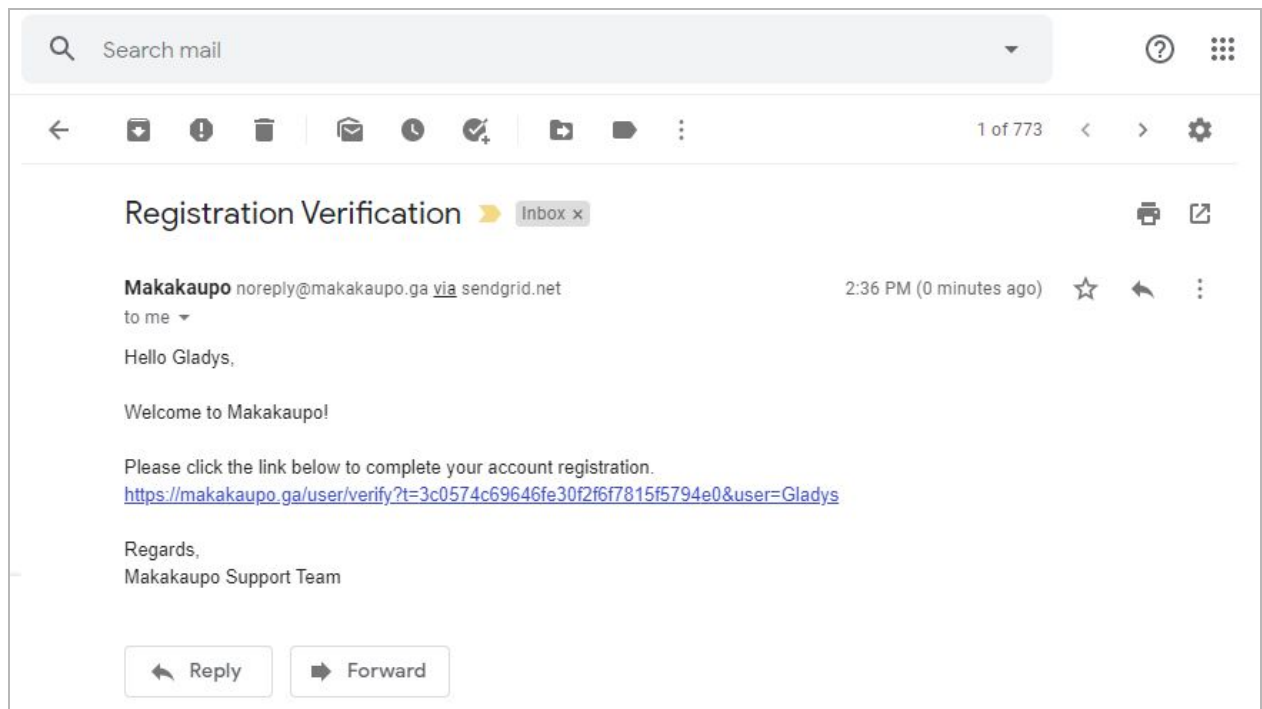 Search mail
1 of 773
Registration Verification Inbox x
Makakaupo noreply@makakaupo.ga via sendgrid.net 2:36 PM (0 minutes ago)
to me
Hello Gladys,
Welcome to Makakaupo!
Please click the link below to complete your account registration.
https://makakaupo.ga/user/verify?t=3c0574c69646fe30f2f6f7815f5794e0&user=Gladys
Regards,
Makakaupo Support Team
Reply Forward